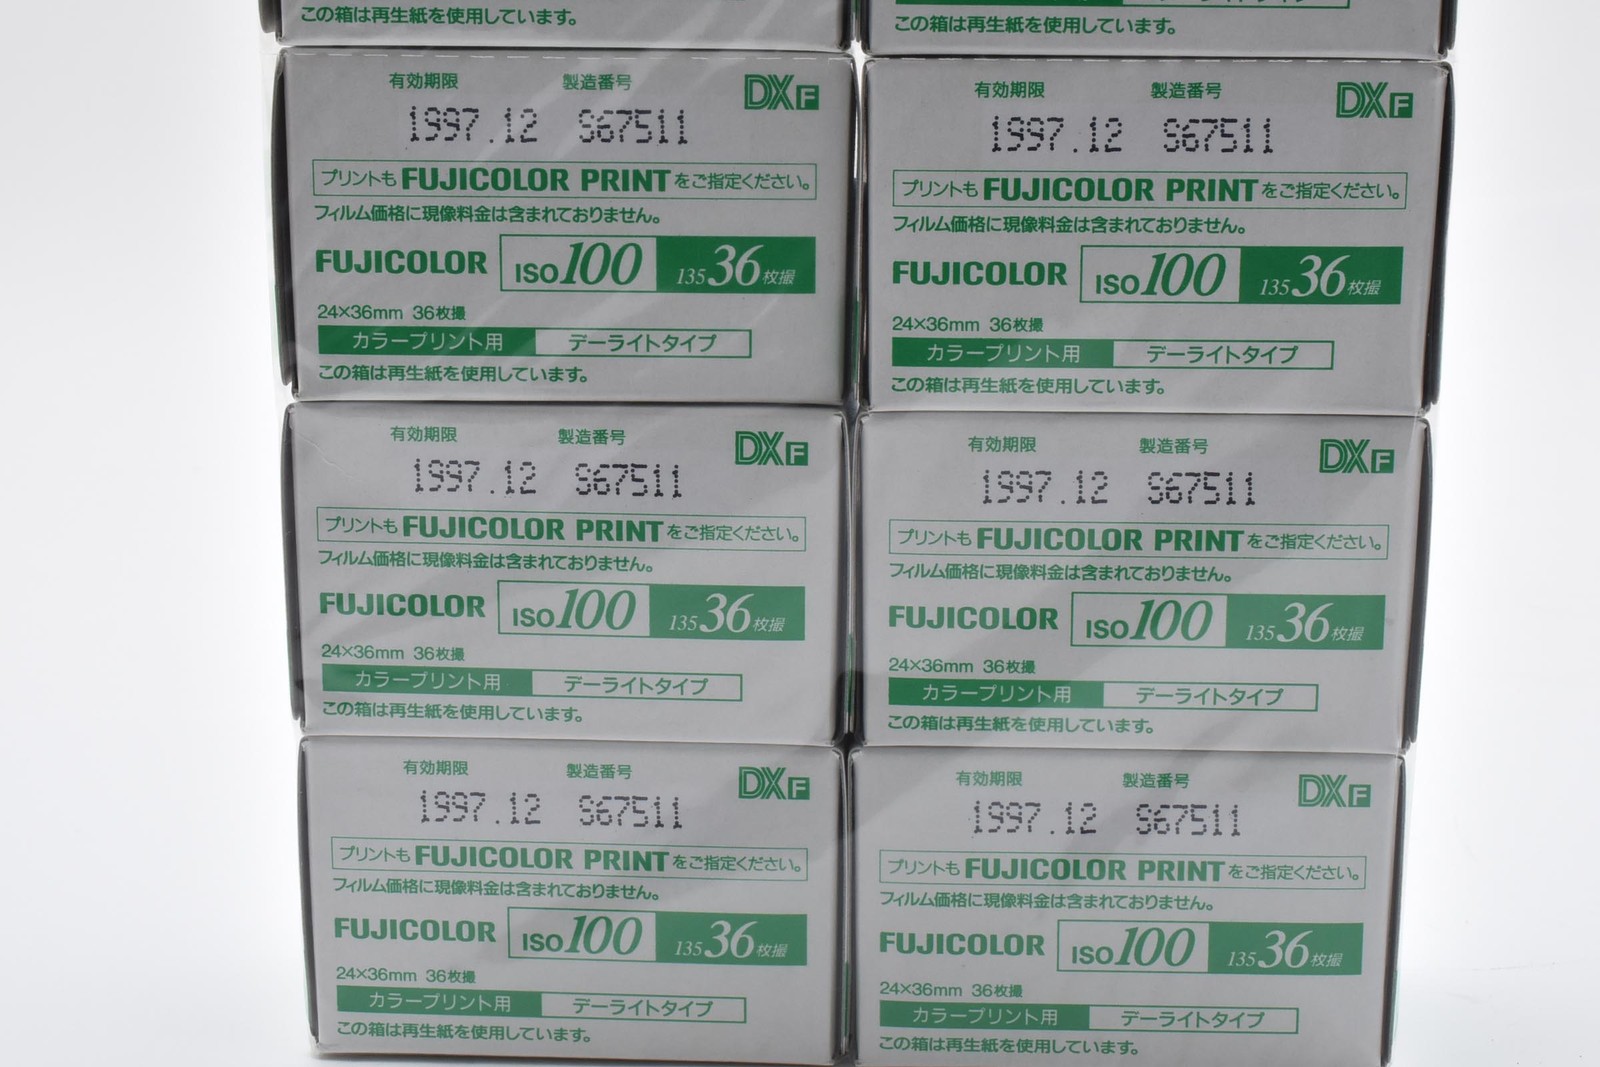 この箱は再生紙を使用しています。
この箱は再生紙を使用しています。
有効期限 製造番号 DXF
1997.12 S67511
プリントも FUJICOLOR PRINT をご指定ください。
フィルム価格に現像料金は含まれておりません。
FUJICOLOR ISO100 135 36枚撮
24×36mm 36枚撮
カラープリント用 デーライトタイプ
この箱は再生紙を使用しています。
有効期限 製造番号 DXF
1997.12 S67511
プリントも FUJICOLOR PRINT をご指定ください。
フィルム価格に現像料金は含まれておりません。
FUJICOLOR ISO100 135 36枚撮
24×36mm 36枚撮
カラープリント用 デーライトタイプ
この箱は再生紙を使用しています。
有効期限 製造番号 DXF
1997.12 S67511
プリントも FUJICOLOR PRINT をご指定ください。
フィルム価格に現像料金は含まれておりません。
FUJICOLOR ISO100 135 36枚撮
24×36mm 36枚撮
カラープリント用 デーライトタイプ
この箱は再生紙を使用しています。
有効期限 製造番号 DXF
1997.12 S67511
プリントも FUJICOLOR PRINT をご指定ください。
フィルム価格に現像料金は含まれておりません。
FUJICOLOR ISO100 135 36枚撮
24×36mm 36枚撮
カラープリント用 デーライトタイプ
この箱は再生紙を使用しています。
有効期限 製造番号 DXF
1997.12 S67511
プリントも FUJICOLOR PRINT をご指定ください。
フィルム価格に現像料金は含まれておりません。
FUJICOLOR ISO100 135 36枚撮
24×36mm 36枚撮
カラープリント用 デーライトタイプ
この箱は再生紙を使用しています。
有効期限 製造番号 DXF
1997.12 S67511
プリントも FUJICOLOR PRINT をご指定ください。
フィルム価格に現像料金は含まれておりません。
FUJICOLOR ISO100 135 36枚撮
24×36mm 36枚撮
カラープリント用 デーライトタイプ
この箱は再生紙を使用しています。